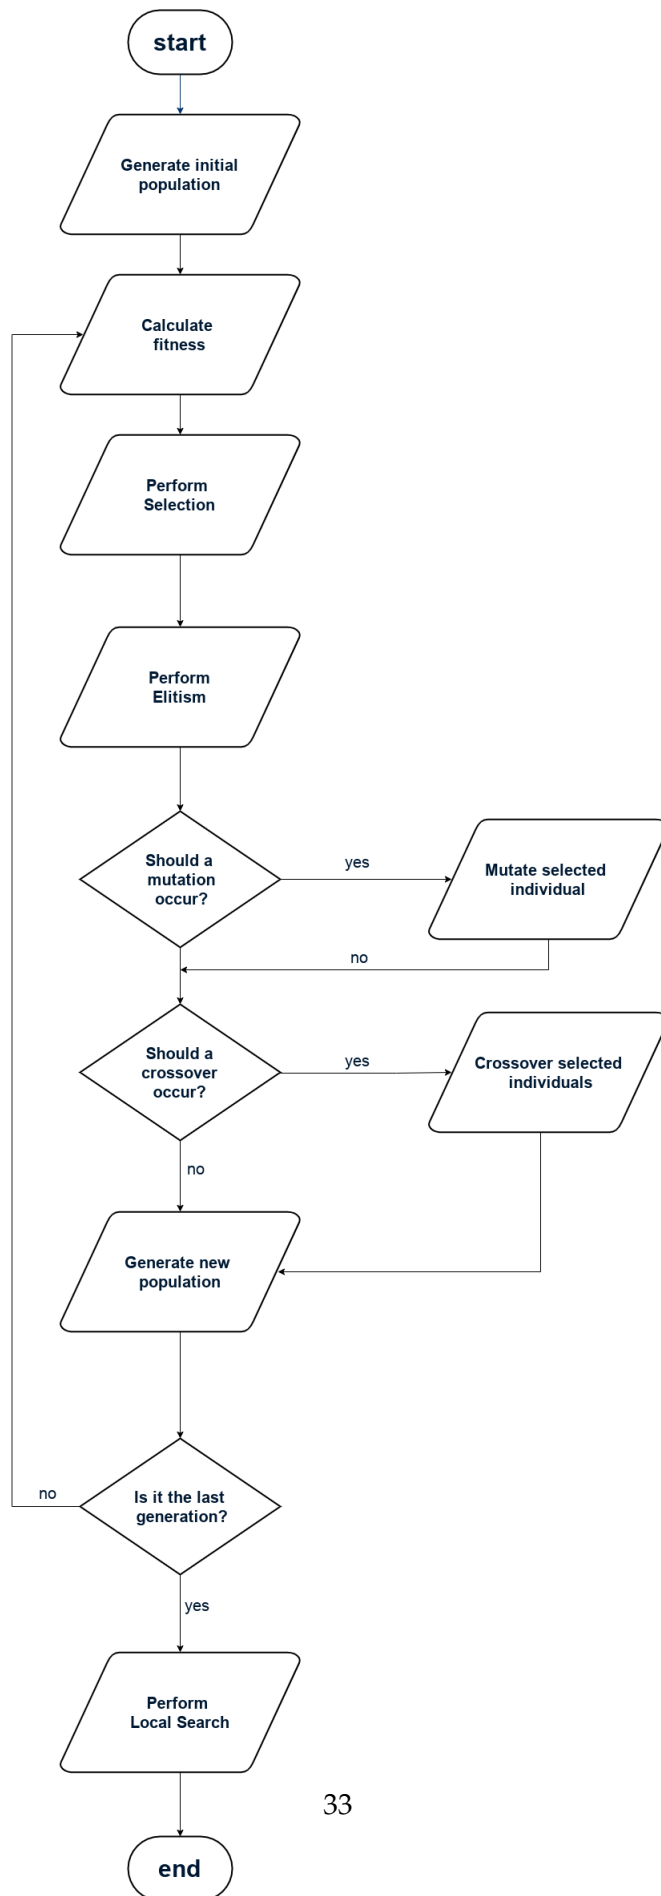 start
Generate initial
population
Calculate
fitness
Perform
Selection
Perform
Elitism
Should a
mutation
occur?
yes
Mutate selected
individual
no
Should a
crossover
occur?
yes
Crossover selected
individuals
no
Generate new
population
no
Is it the last
generation?
yes
Perform
Local Search
33
end